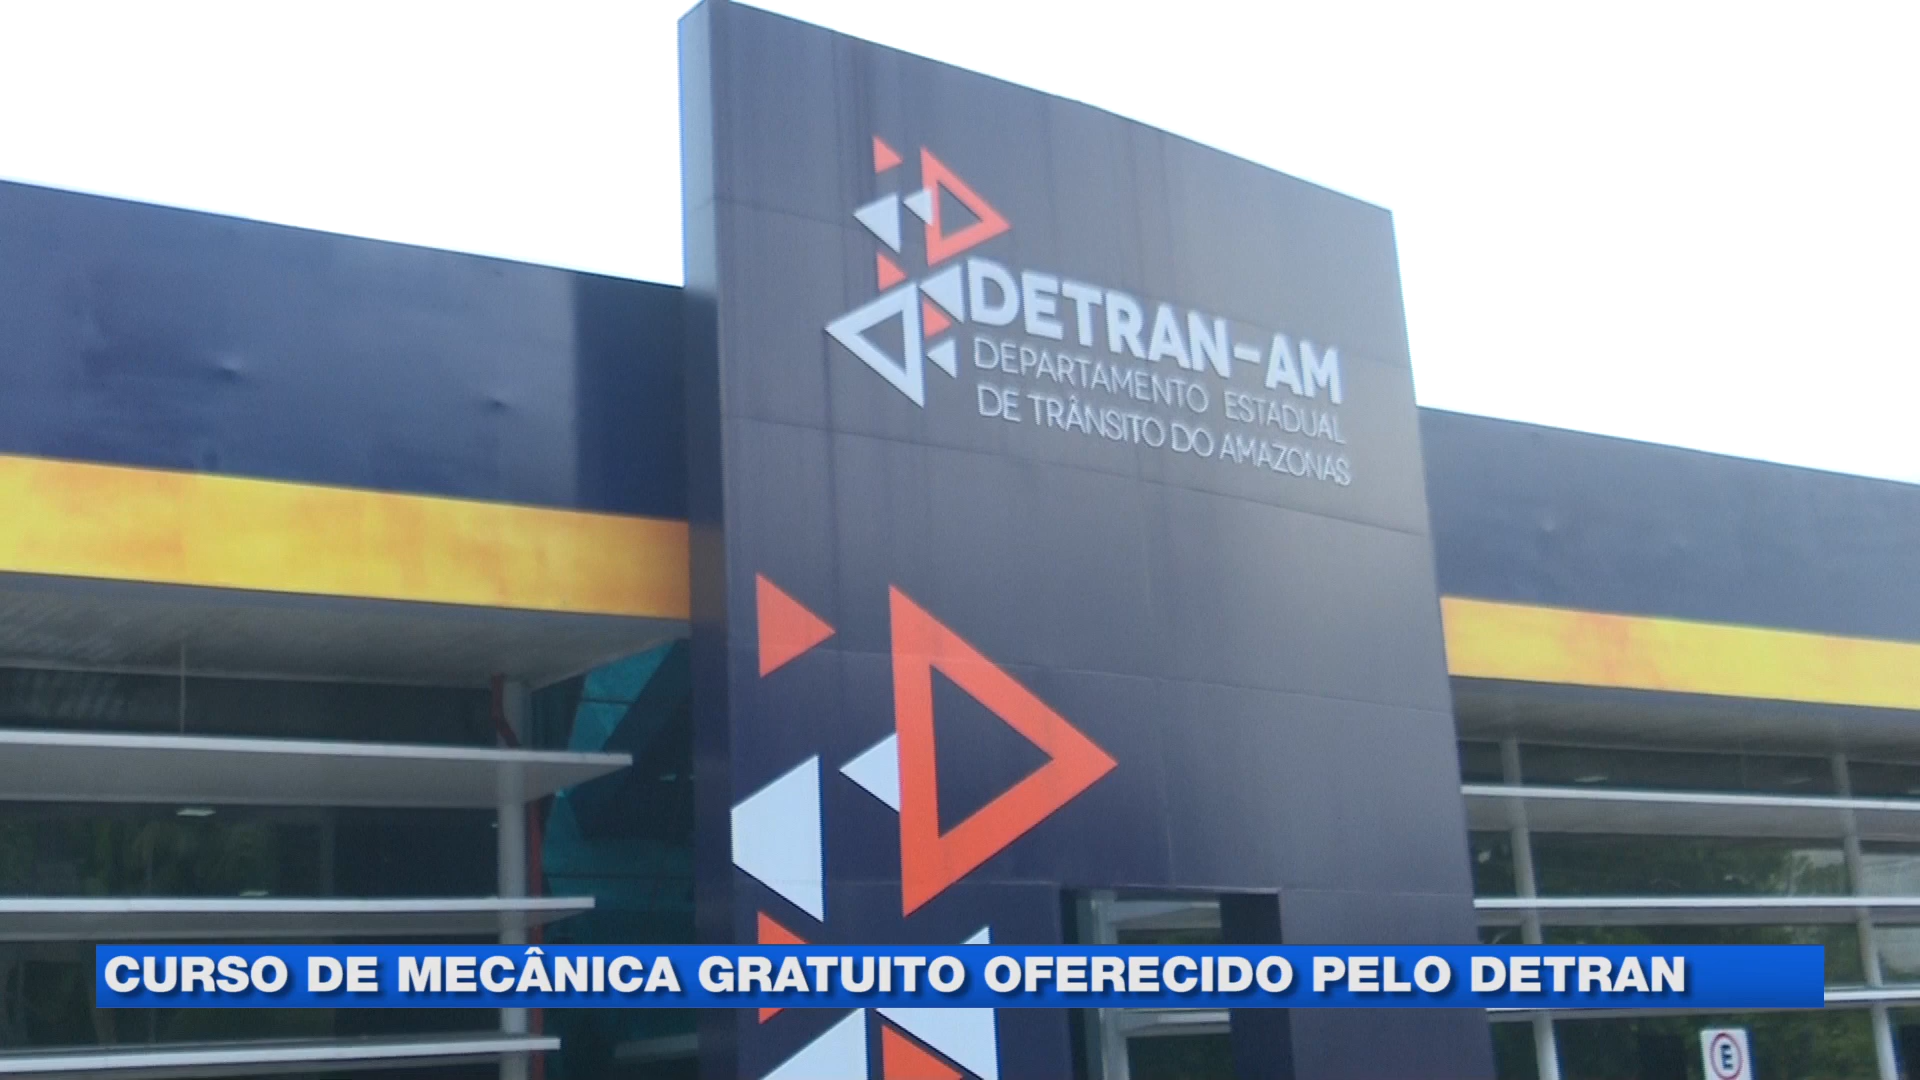 DETRAN-AM
DEPARTAMENTO ESTADUAL
DE TRÂNSITO DO AMAZONAS
CURSO DE MECÂNICA GRATUITO OFERECIDO PELO DETRAN
E